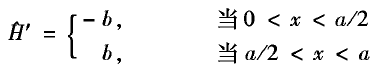 Ĥ′ = { − b , 当 0 < x < a/2
b , 当 a/2 < x < a